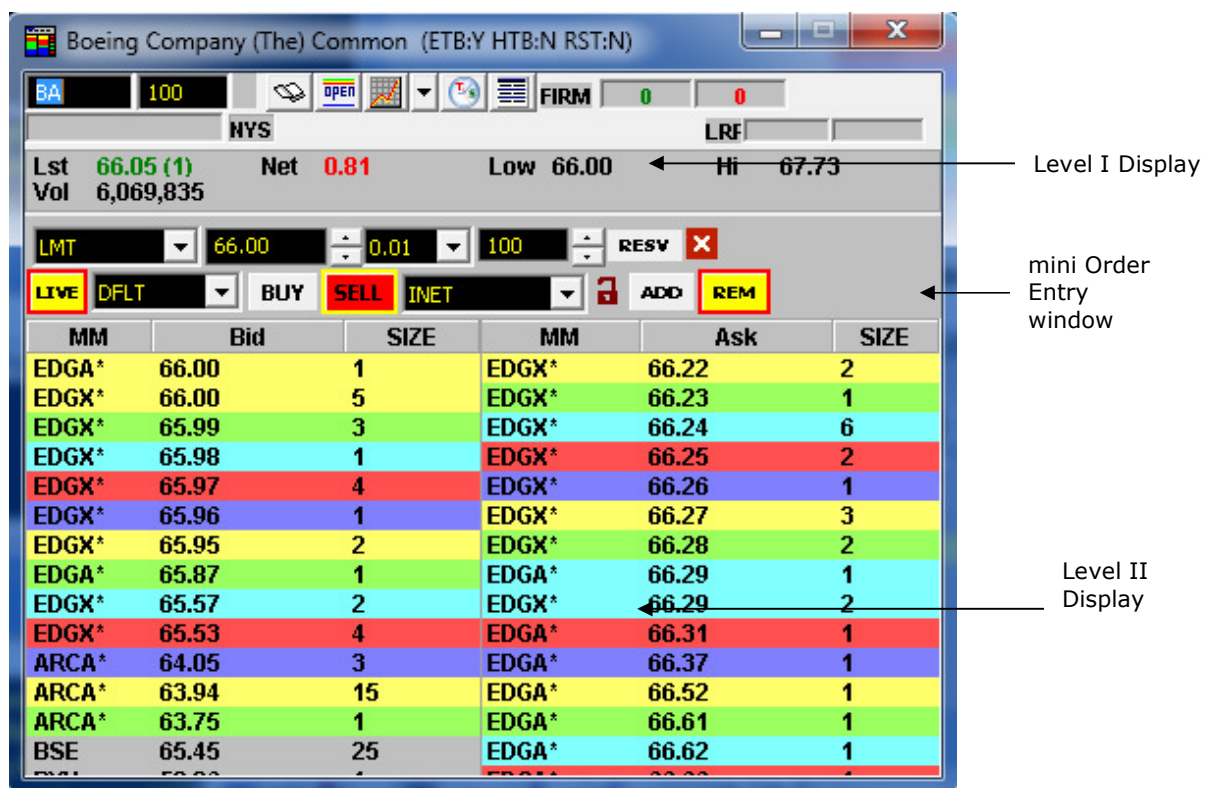 Boeing Company (The) Common (ETB:Y HTB:N RST:N)
BA 100 OPEN FIRM 0 0
NYS LRF
Lst 66.05 (1) Net 0.81 Low 66.00 Hi 67.73
Vol 6,069,835
Level I Display
LMT 66.00 0.01 100 RESV
LIVE DFLT BUY SELL INET ADD REM
mini Order
Entry
window
MM Bid SIZE MM Ask SIZE
EDGA* 66.00 1 EDGX* 66.22 2
EDGX* 66.00 5 EDGX* 66.23 1
EDGX* 65.99 3 EDGX* 66.24 6
EDGX* 65.98 1 EDGX* 66.25 2
EDGX* 65.97 4 EDGX* 66.26 1
EDGX* 65.96 1 EDGX* 66.27 3
EDGX* 65.95 2 EDGX* 66.28 2
EDGA* 65.87 1 EDGA* 66.29 1
EDGX* 65.57 2 EDGX* 66.29 2
EDGX* 65.53 4 EDGA* 66.31 1
ARCA* 64.05 3 EDGA* 66.37 1
ARCA* 63.94 15 EDGA* 66.52 1
ARCA* 63.75 1 EDGA* 66.61 1
BSE 65.45 25 EDGA* 66.62 1
Level II
Display